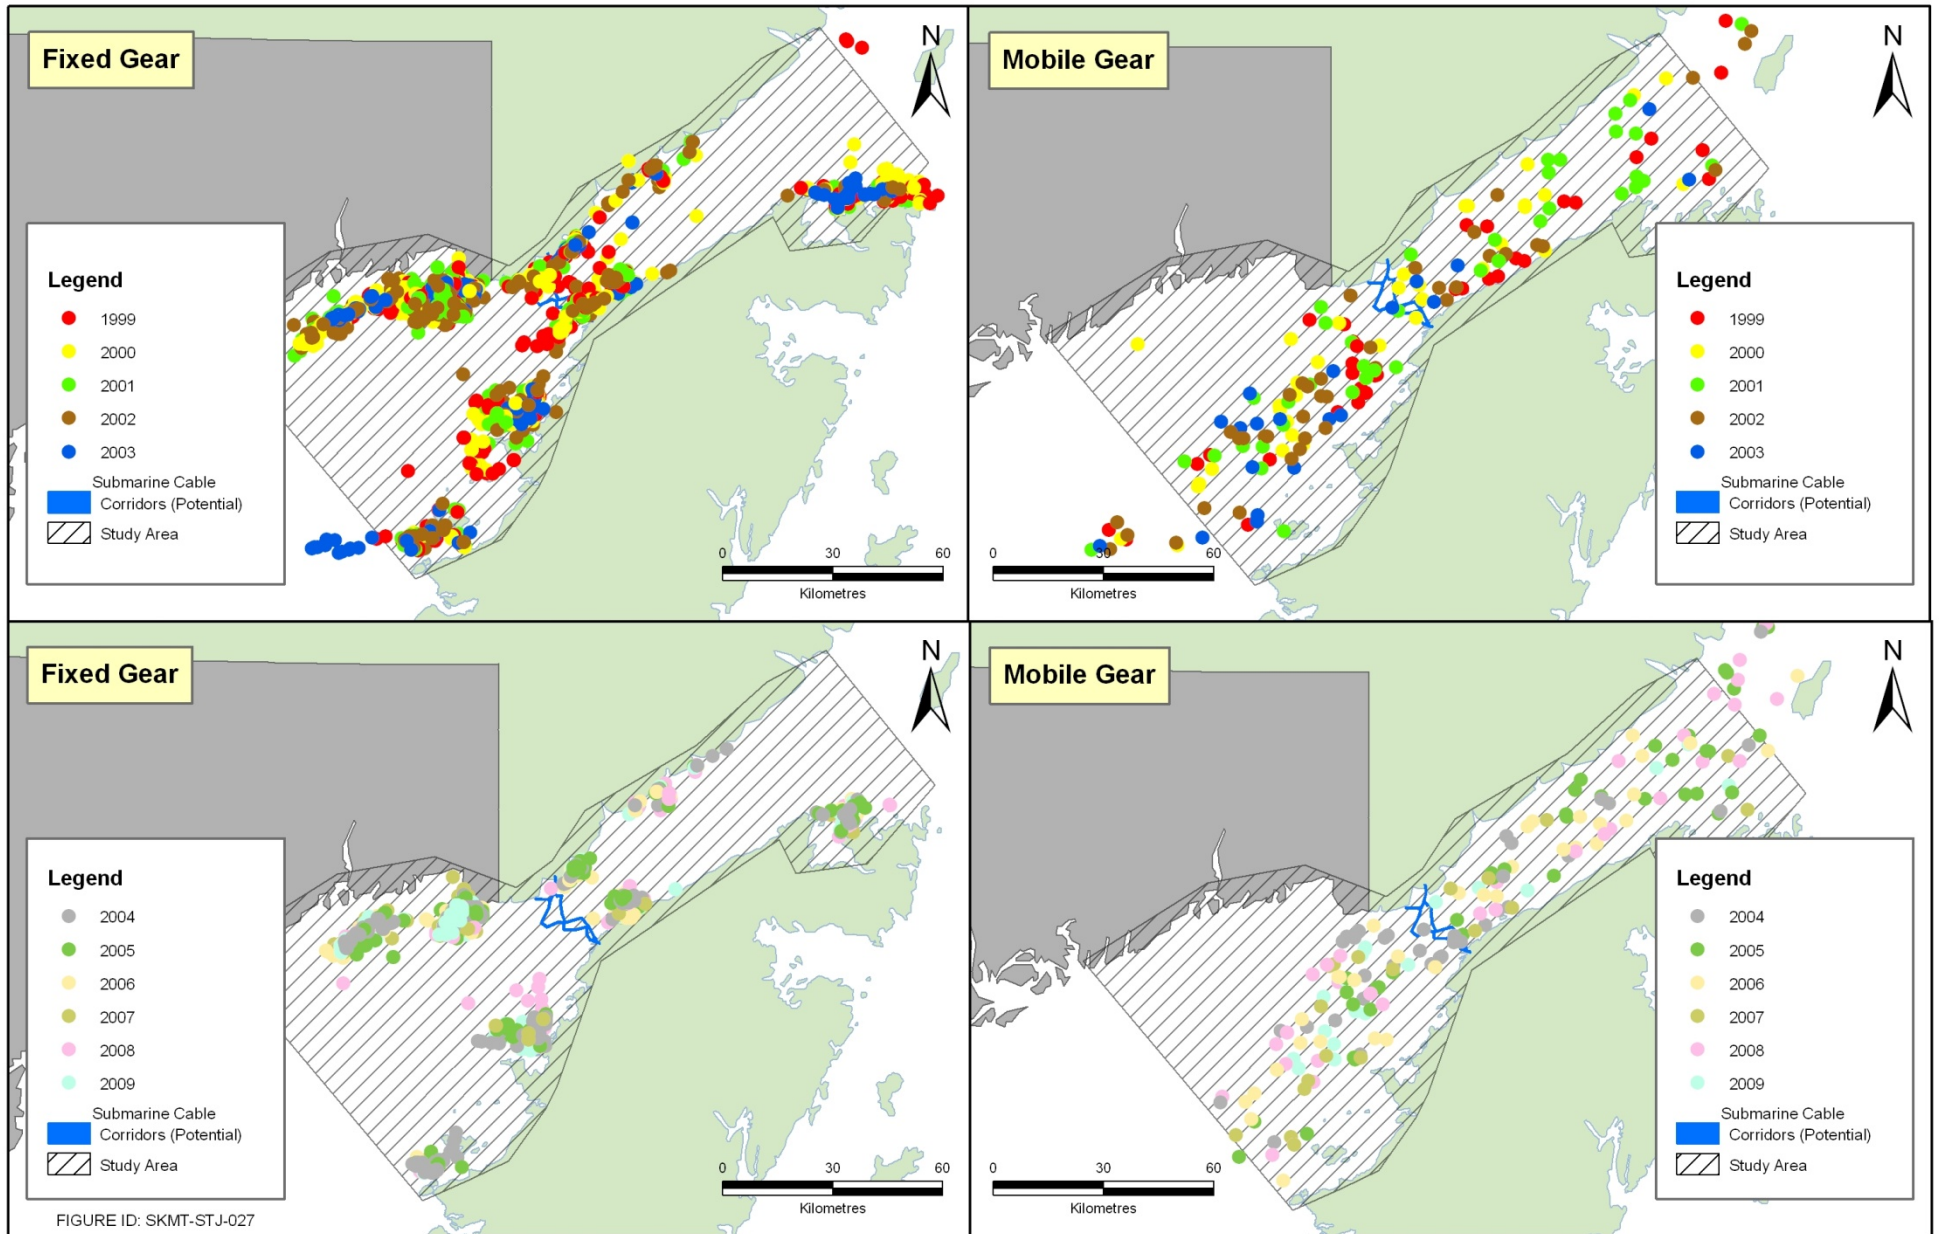 Fixed Gear
N
Legend
1999
2000
2001
2002
2003
Submarine Cable
Corridors (Potential)
Study Area
0 30 60
Kilometres
Mobile Gear
N
Legend
1999
2000
2001
2002
2003
Submarine Cable
Corridors (Potential)
Study Area
0 30 60
Kilometres
Fixed Gear
N
Legend
2004
2005
2006
2007
2008
2009
Submarine Cable
Corridors (Potential)
Study Area
0 30 60
Kilometres
FIGURE ID: SKMT-STJ-027
Mobile Gear
N
Legend
2004
2005
2006
2007
2008
2009
Submarine Cable
Corridors (Potential)
Study Area
0 30 60
Kilometres